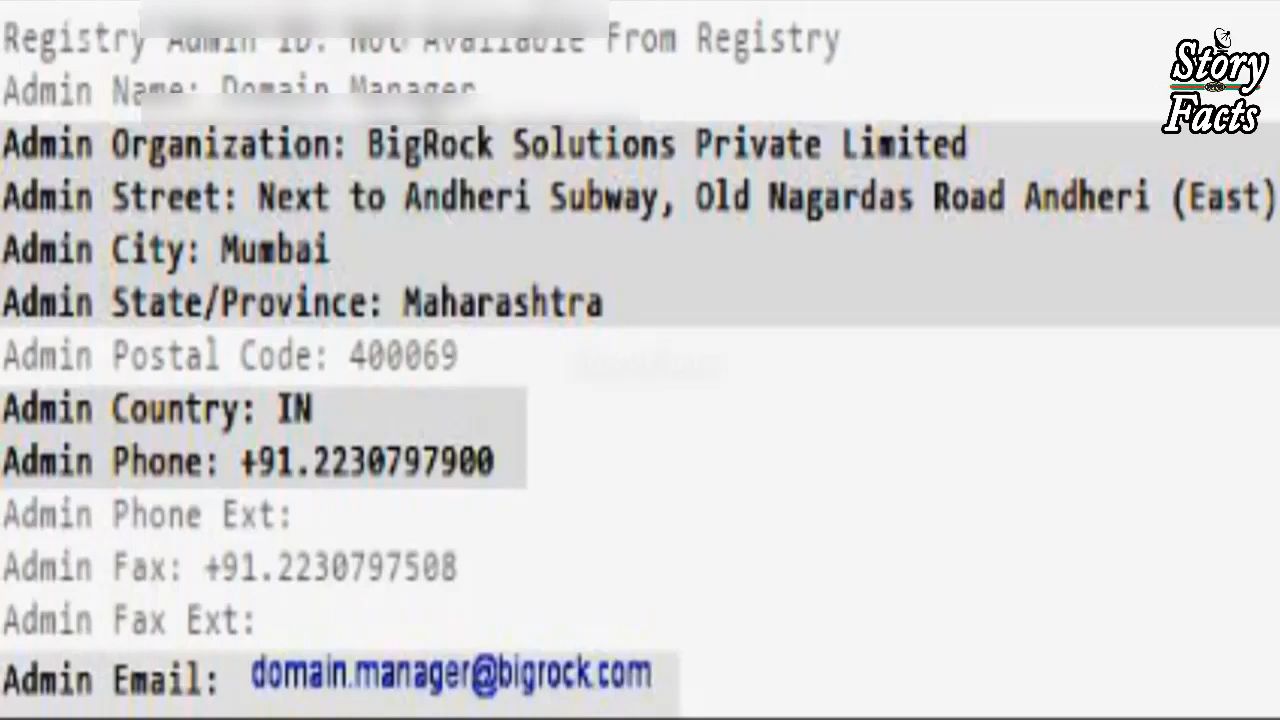 Registry Admin ID: Not Available From Registry
Admin Name: Domain Manager
Admin Organization: BigRock Solutions Private Limited
Admin Street: Next to Andheri Subway, Old Nagardas Road Andheri (East)
Admin City: Mumbai
Admin State/Province: Maharashtra
Admin Postal Code: 400069
Admin Country: IN
Admin Phone: +91.2230797900
Admin Phone Ext:
Admin Fax: +91.2230797508
Admin Fax Ext:
Admin Email: domain.manager@bigrock.com
Story
Facts